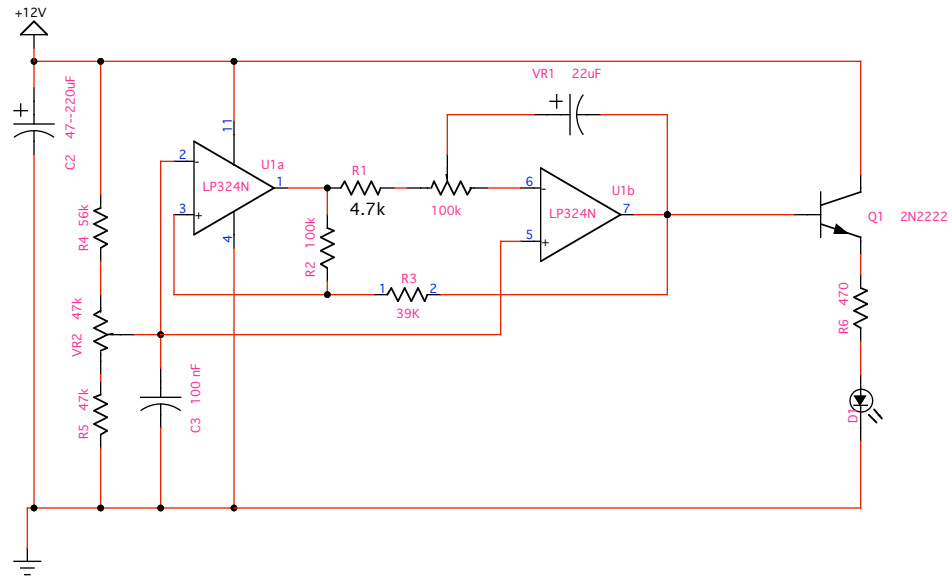 +12V
C2 47--220uF
R4 56k
VR2 47k
R5 47k
C3 100 nF
11
2
3
1
4
U1a
LP324N
R1
4.7k
R2 100k
1 R3 2
39K
100k
VR1 22uF
6
5
7
U1b
LP324N
Q1 2N2222
R6 470
D1